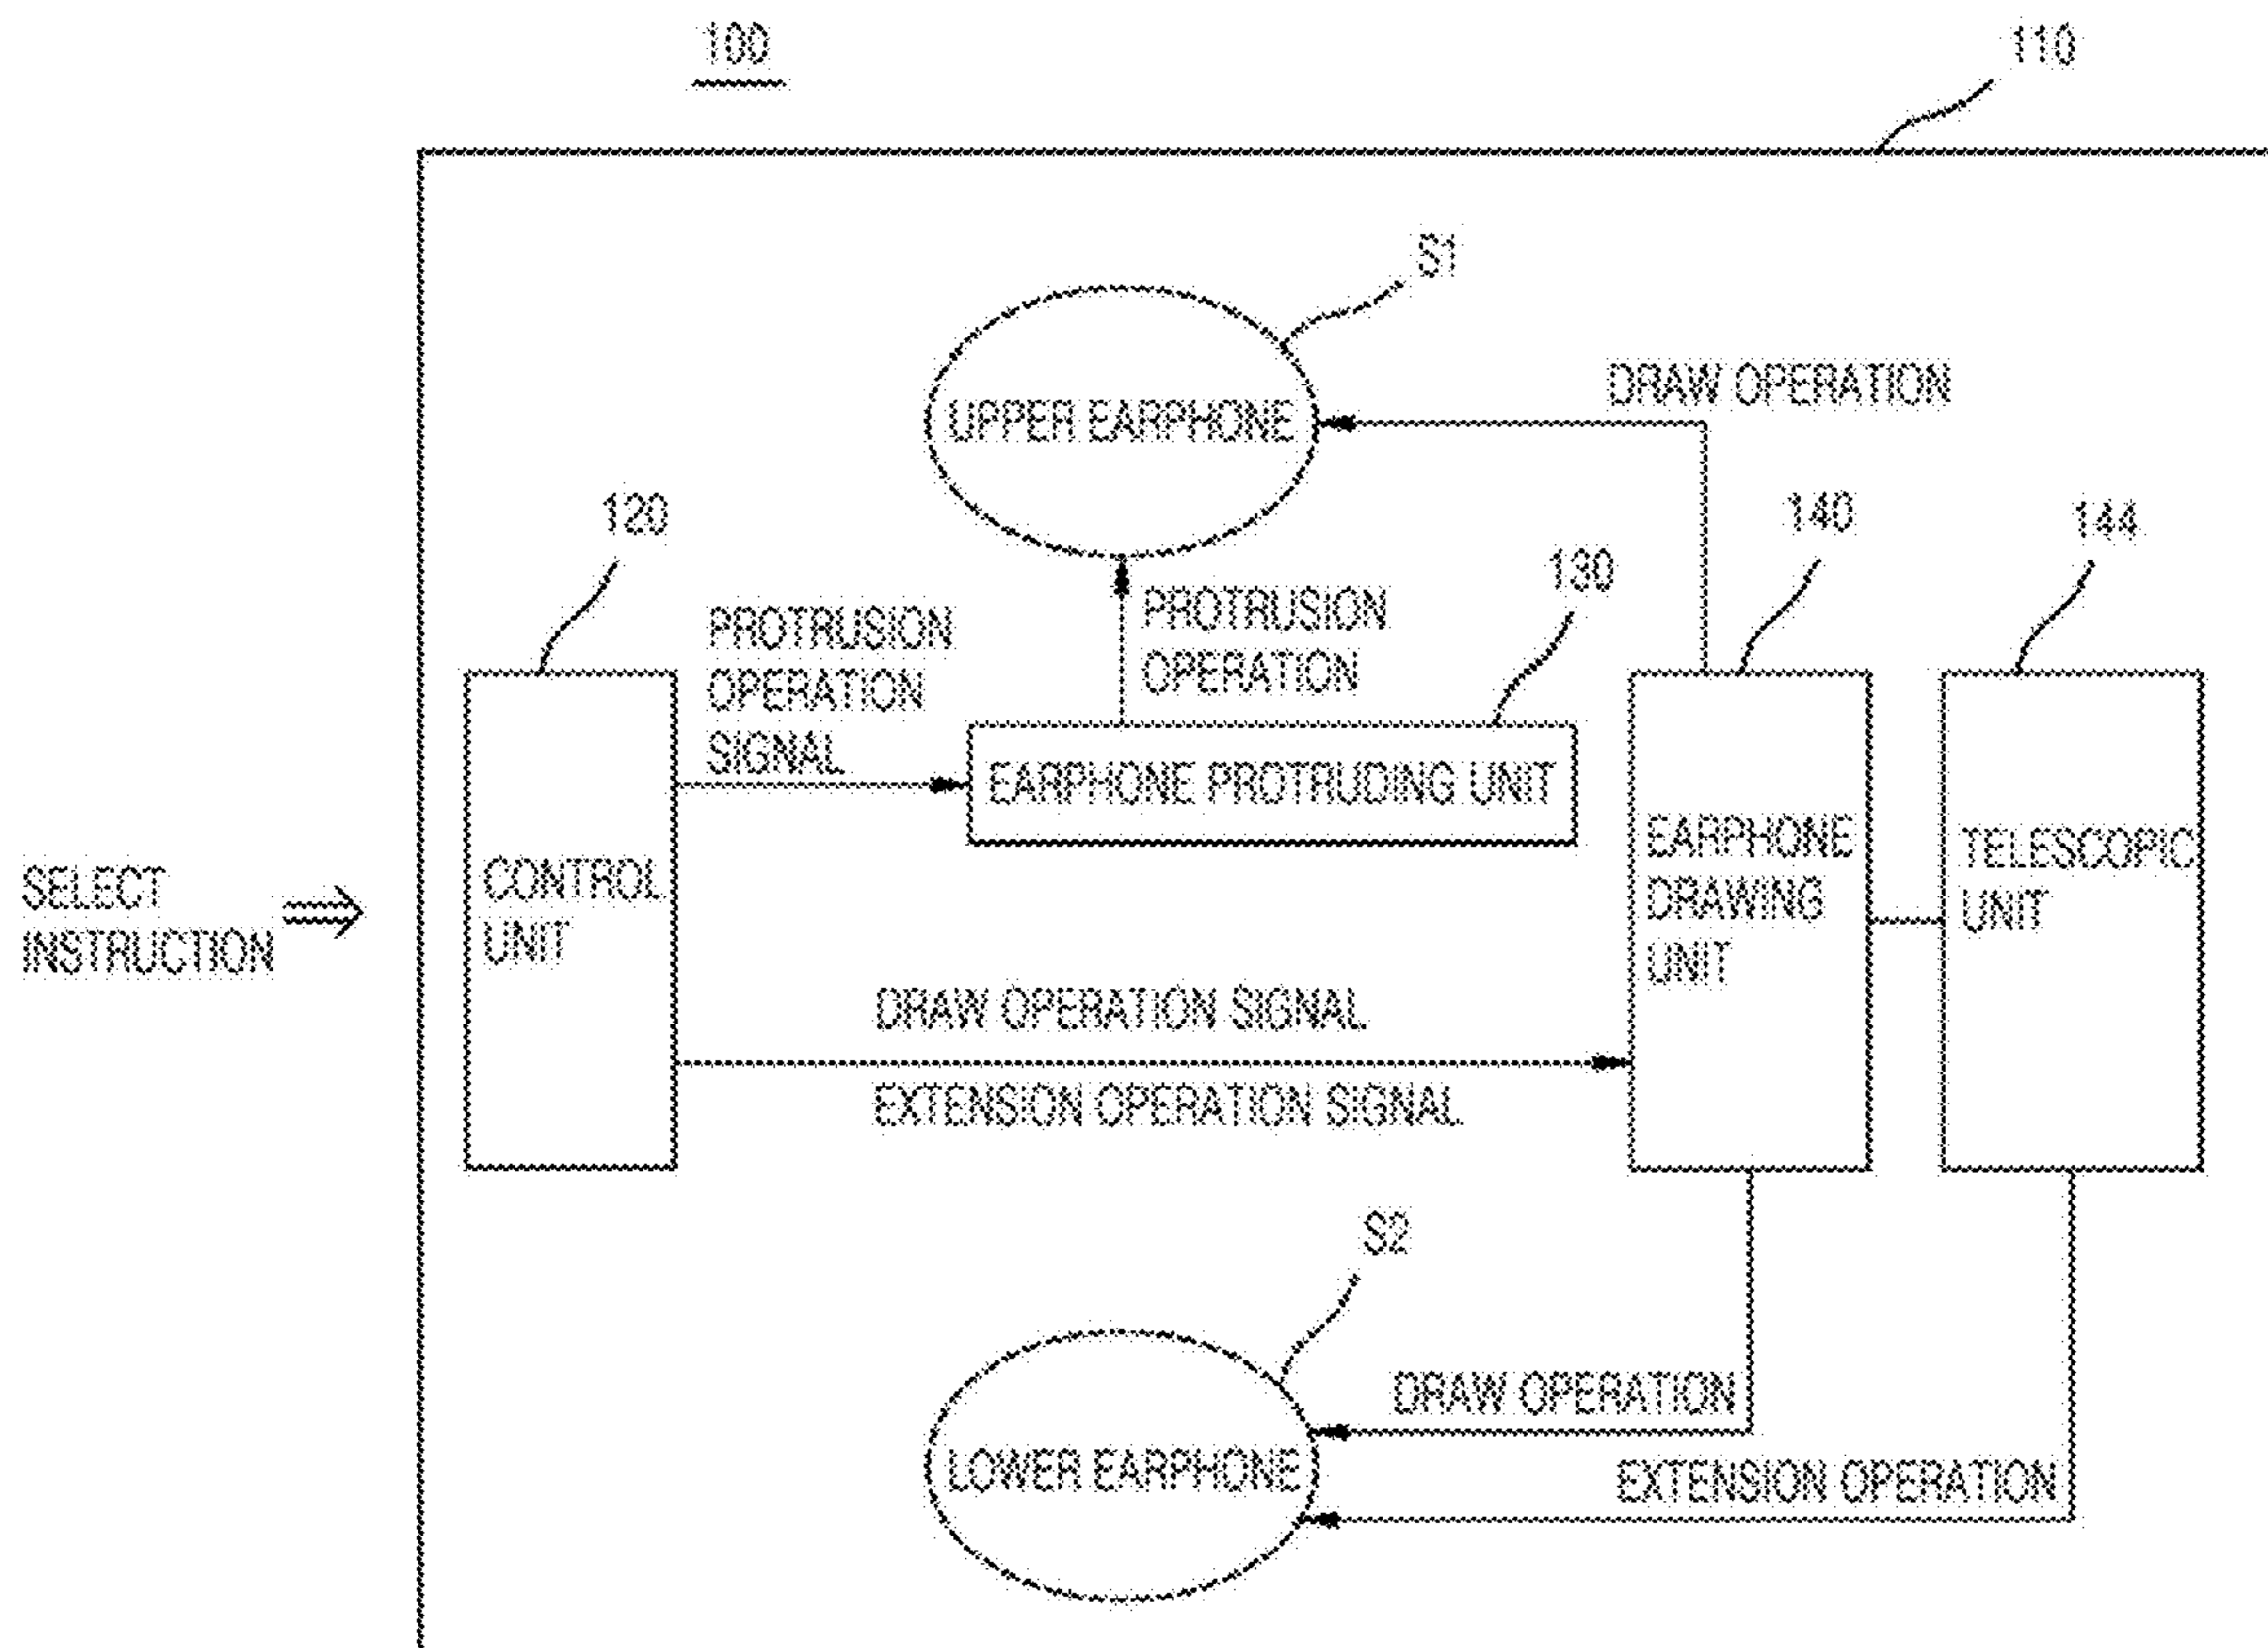 100
110
S1
UPPER EARPHONE
DRAW OPERATION
120
140
144
130
PROTRUSION
OPERATION
SIGNAL
PROTRUSION
OPERATION
EARPHONE PROTRUDING UNIT
SELECT
INSTRUCTION
CONTROL
UNIT
EARPHONE
DRAWING
UNIT
TELESCOPIC
UNIT
DRAW OPERATION SIGNAL
EXTENSION OPERATION SIGNAL
S2
DRAW OPERATION
LOWER EARPHONE
EXTENSION OPERATION